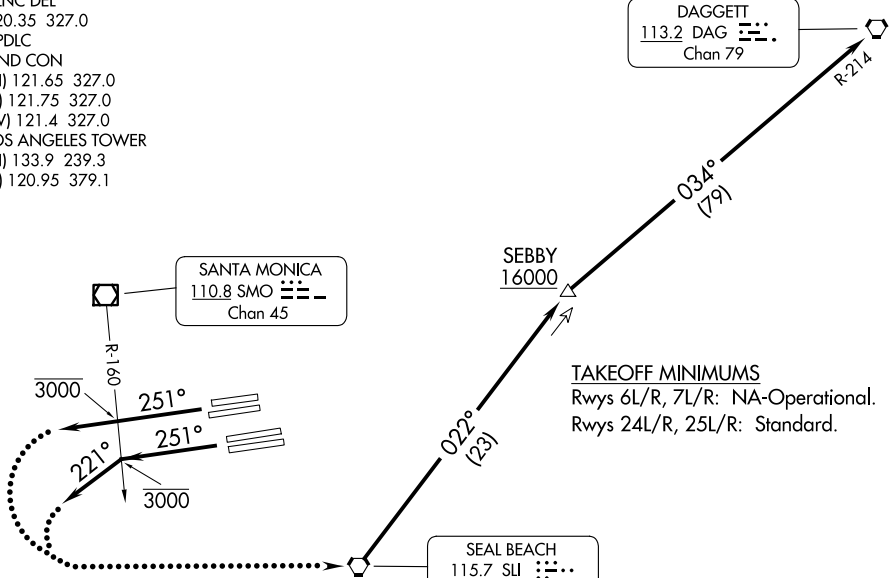 20.35 327.0
PDLC
ND CON
) 121.65 327.0
) 121.75 327.0
) 121.4 327.0
OS ANGELES TOWER
) 133.9 239.3
) 120.95 379.1
DAGGETT
113.2 DAG
Chan 79
R-214
034°
(79)
SEBBY
16000
SANTA MONICA
110.8 SMO
Chan 45
R-160
3000
251°
251°
221°
3000
022°
(23)
TAKEOFF MINIMUMS
Rwys 6L/R, 7L/R: NA-Operational.
Rwys 24L/R, 25L/R: Standard.
SEAL BEACH
115.7 SLI